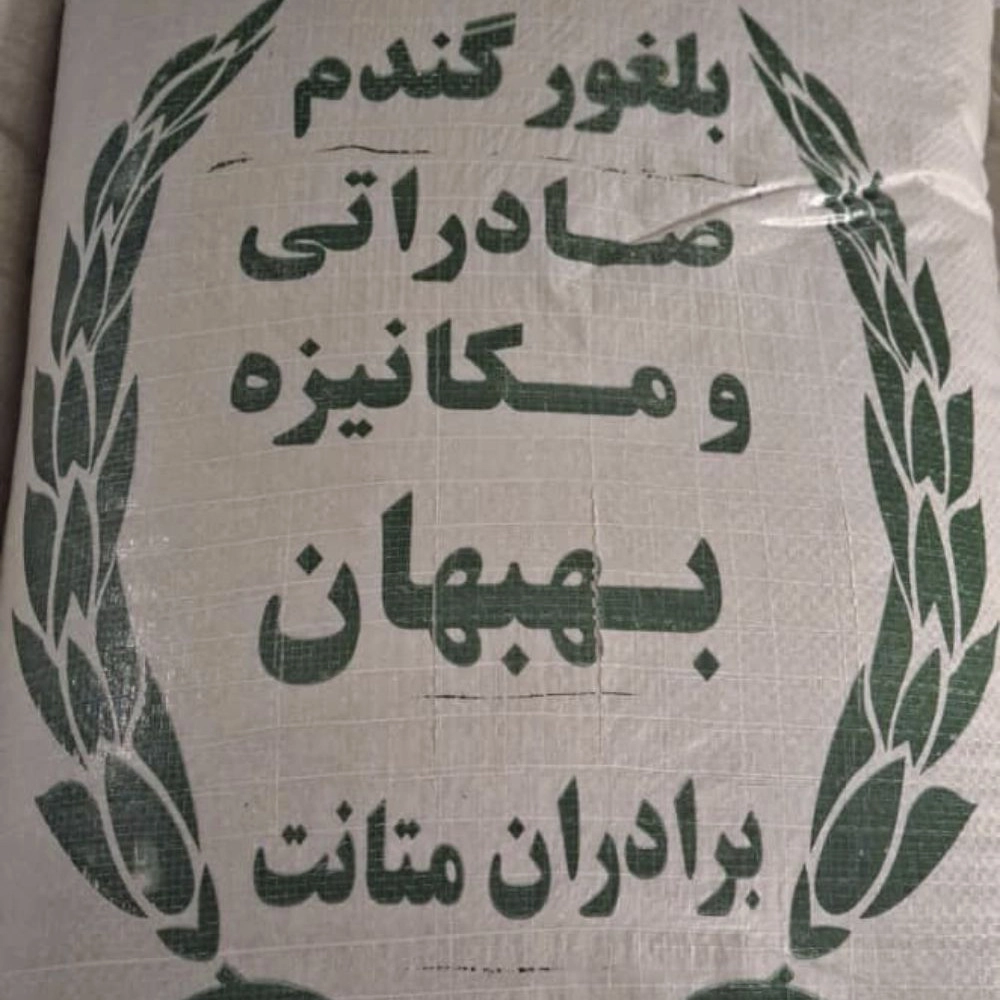 بلغور گندم
صادراتی
و مکانیزه
بهبهان
برادران متانت